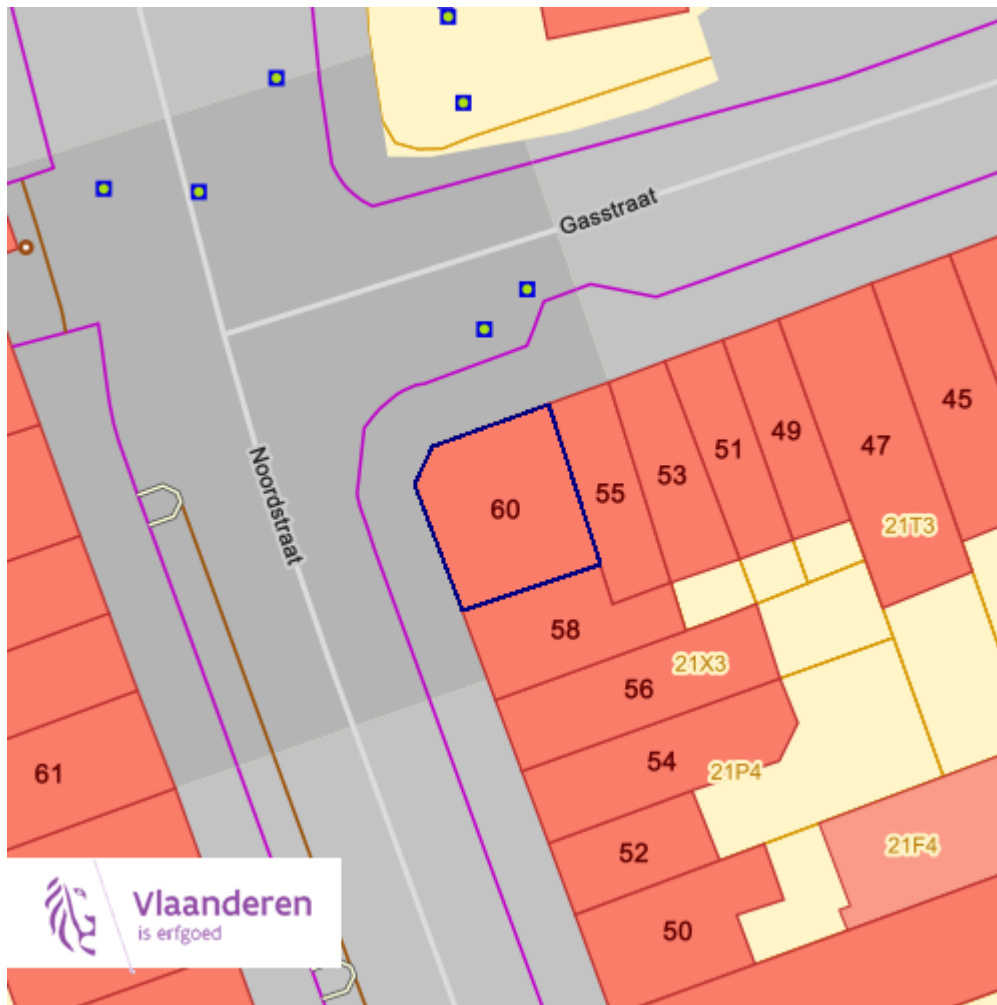 Gasstraat
Noordstraat
45
47
49
51
53
55
60
21T3
58
21X3
56
54
21P4
61
52
21F4
50
Vlaanderen
is erfgoed